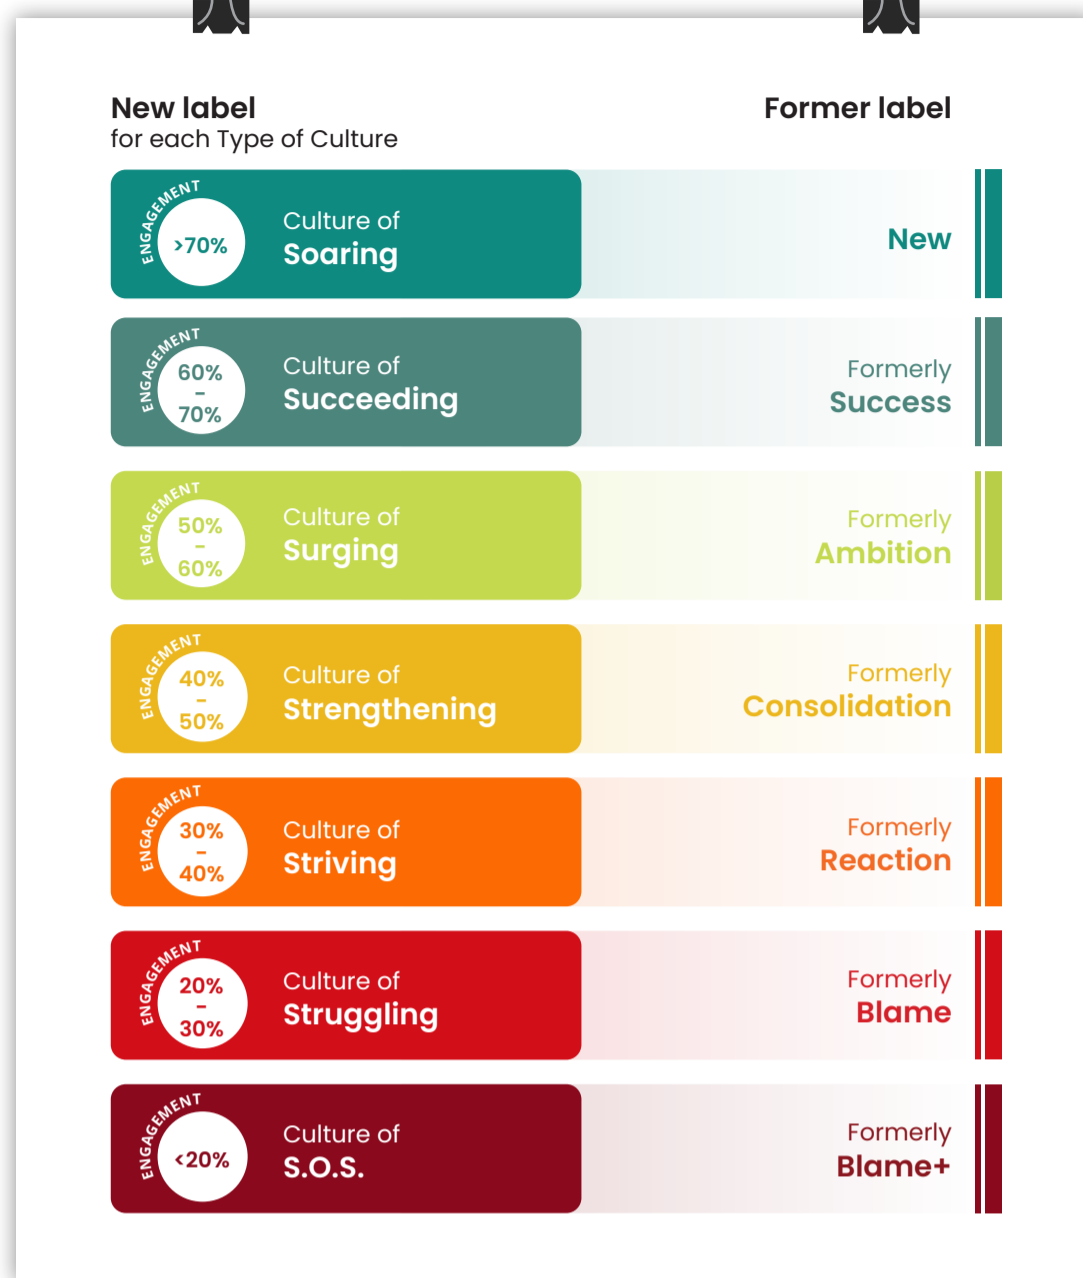 New label
for each Type of Culture
Former label
ENGAGEMENT
>70%
Culture of
Soaring
New
ENGAGEMENT
60%
-
70%
Culture of
Succeeding
Formerly
Success
ENGAGEMENT
50%
-
60%
Culture of
Surging
Formerly
Ambition
ENGAGEMENT
40%
-
50%
Culture of
Strengthening
Formerly
Consolidation
ENGAGEMENT
30%
-
40%
Culture of
Striving
Formerly
Reaction
ENGAGEMENT
20%
-
30%
Culture of
Struggling
Formerly
Blame
ENGAGEMENT
<20%
Culture of
S.O.S.
Formerly
Blame+